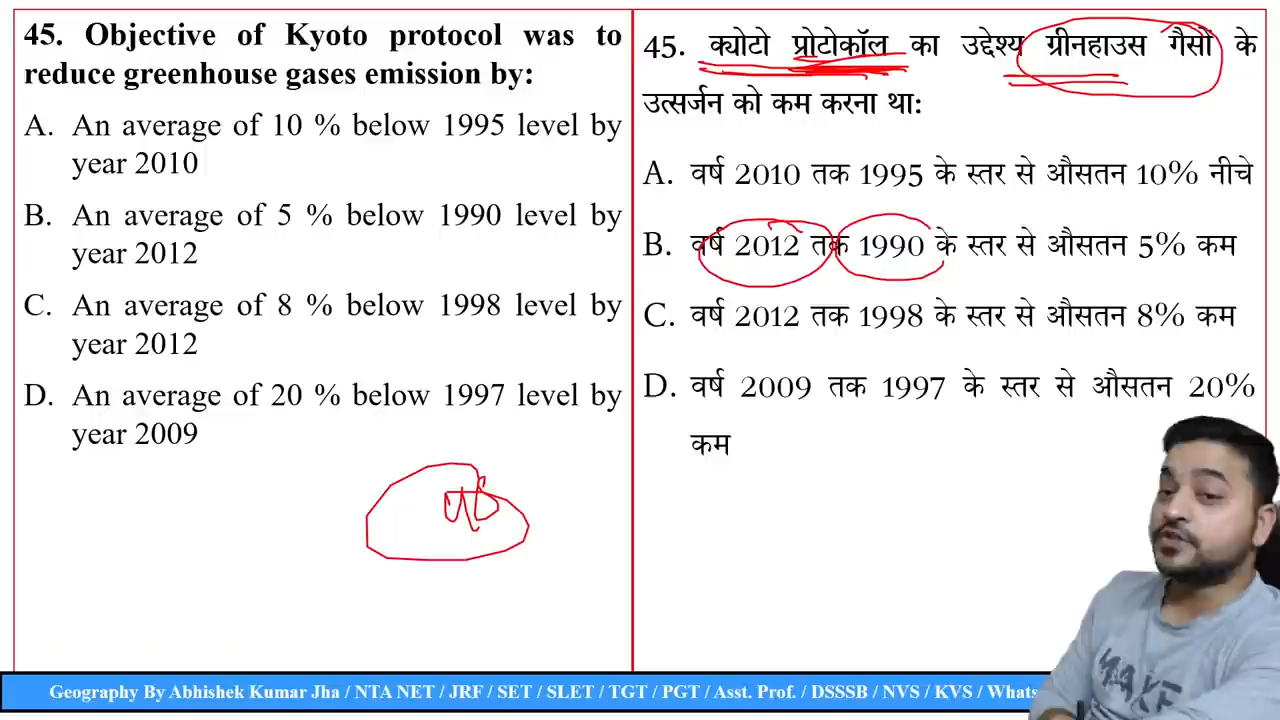 45. Objective of Kyoto protocol was to
reduce greenhouse gases emission by:
A. An average of 10 % below 1995 level by
year 2010
B. An average of 5 % below 1990 level by
year 2012
C. An average of 8 % below 1998 level by
year 2012
D. An average of 20 % below 1997 level by
year 2009
45. क्योटो प्रोटोकॉल का उद्देश्य ग्रीनहाउस गैसों के
उत्सर्जन को कम करना था:
A. वर्ष 2010 तक 1995 के स्तर से औसतन 10% नीचे
B. वर्ष 2012 तक 1990 के स्तर से औसतन 5% कम
C. वर्ष 2012 तक 1998 के स्तर से औसतन 8% कम
D. वर्ष 2009 तक 1997 के स्तर से औसतन 20%
कम
Geography By Abhishek Kumar Jha / NTA NET / JRF / SET / SLET / TGT / PGT / Asst. Prof. / DSSSB / NVS / KVS / Whats